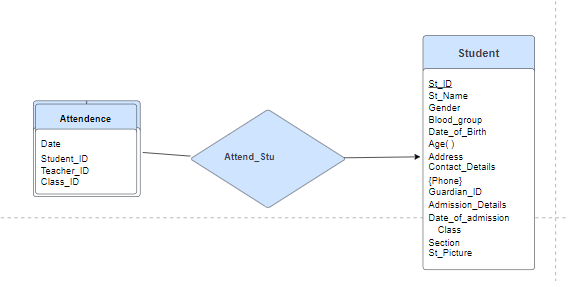 Student
St_ID
St_Name
Gender
Blood_group
Date_of_Birth
Age( )
Address
Contact_Details
{Phone}
Guardian_ID
Admission_Details
Date_of_admission
Class
Section
St_Picture
Attendence
Date
Student_ID
Teacher_ID
Class_ID
Attend_Stu